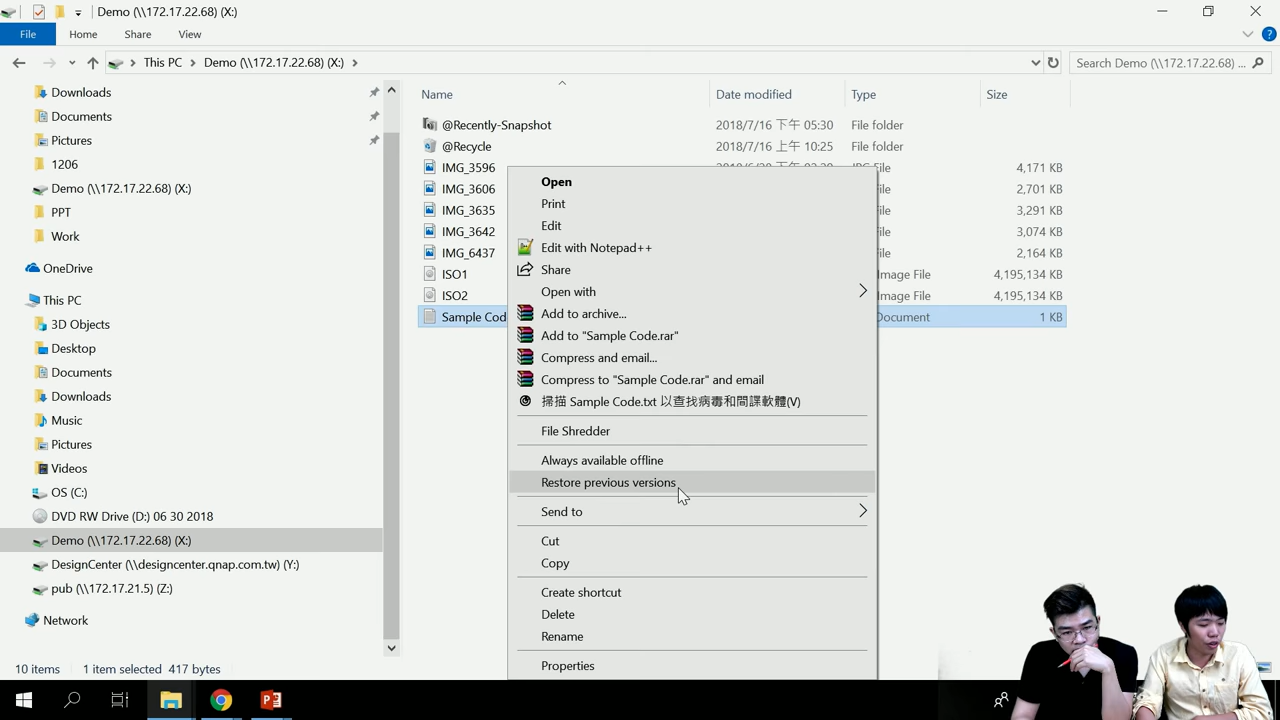 Demo (\\172.17.22.68) (X:)
File Home Share View
This PC Demo (\\172.17.22.68) (X:)
Search Demo (\\172.17.22.68) ...
Downloads
Documents
Pictures
1206
Demo (\\172.17.22.68) (X:)
PPT
Work
OneDrive
This PC
3D Objects
Desktop
Documents
Downloads
Music
Pictures
Videos
OS (C:)
DVD RW Drive (D:) 06 30 2018
Demo (\\172.17.22.68) (X:)
DesignCenter (\\designcenter.qnap.com.tw) (Y:)
pub (\\172.17.21.5) (Z:)
Network
Name Date modified Type Size
@Recently-Snapshot 2018/7/16 下午 05:30 File folder
@Recycle 2018/7/16 上午 10:25 File folder
IMG_3596 4,171 KB
IMG_3606 File 2,701 KB
IMG_3635 File 3,291 KB
IMG_3642 File 3,074 KB
IMG_6437 File 2,164 KB
ISO1 Image File 4,195,134 KB
ISO2 Image File 4,195,134 KB
Sample Cod Document 1 KB
Open
Print
Edit
Edit with Notepad++
Share
Open with
Add to archive...
Add to "Sample Code.rar"
Compress and email...
Compress to "Sample Code.rar" and email
掃描 Sample Code.txt 以查找病毒和間諜軟體(V)
File Shredder
Always available offline
Restore previous versions
Send to
Cut
Copy
Create shortcut
Delete
Rename
Properties
10 items 1 item selected 417 bytes